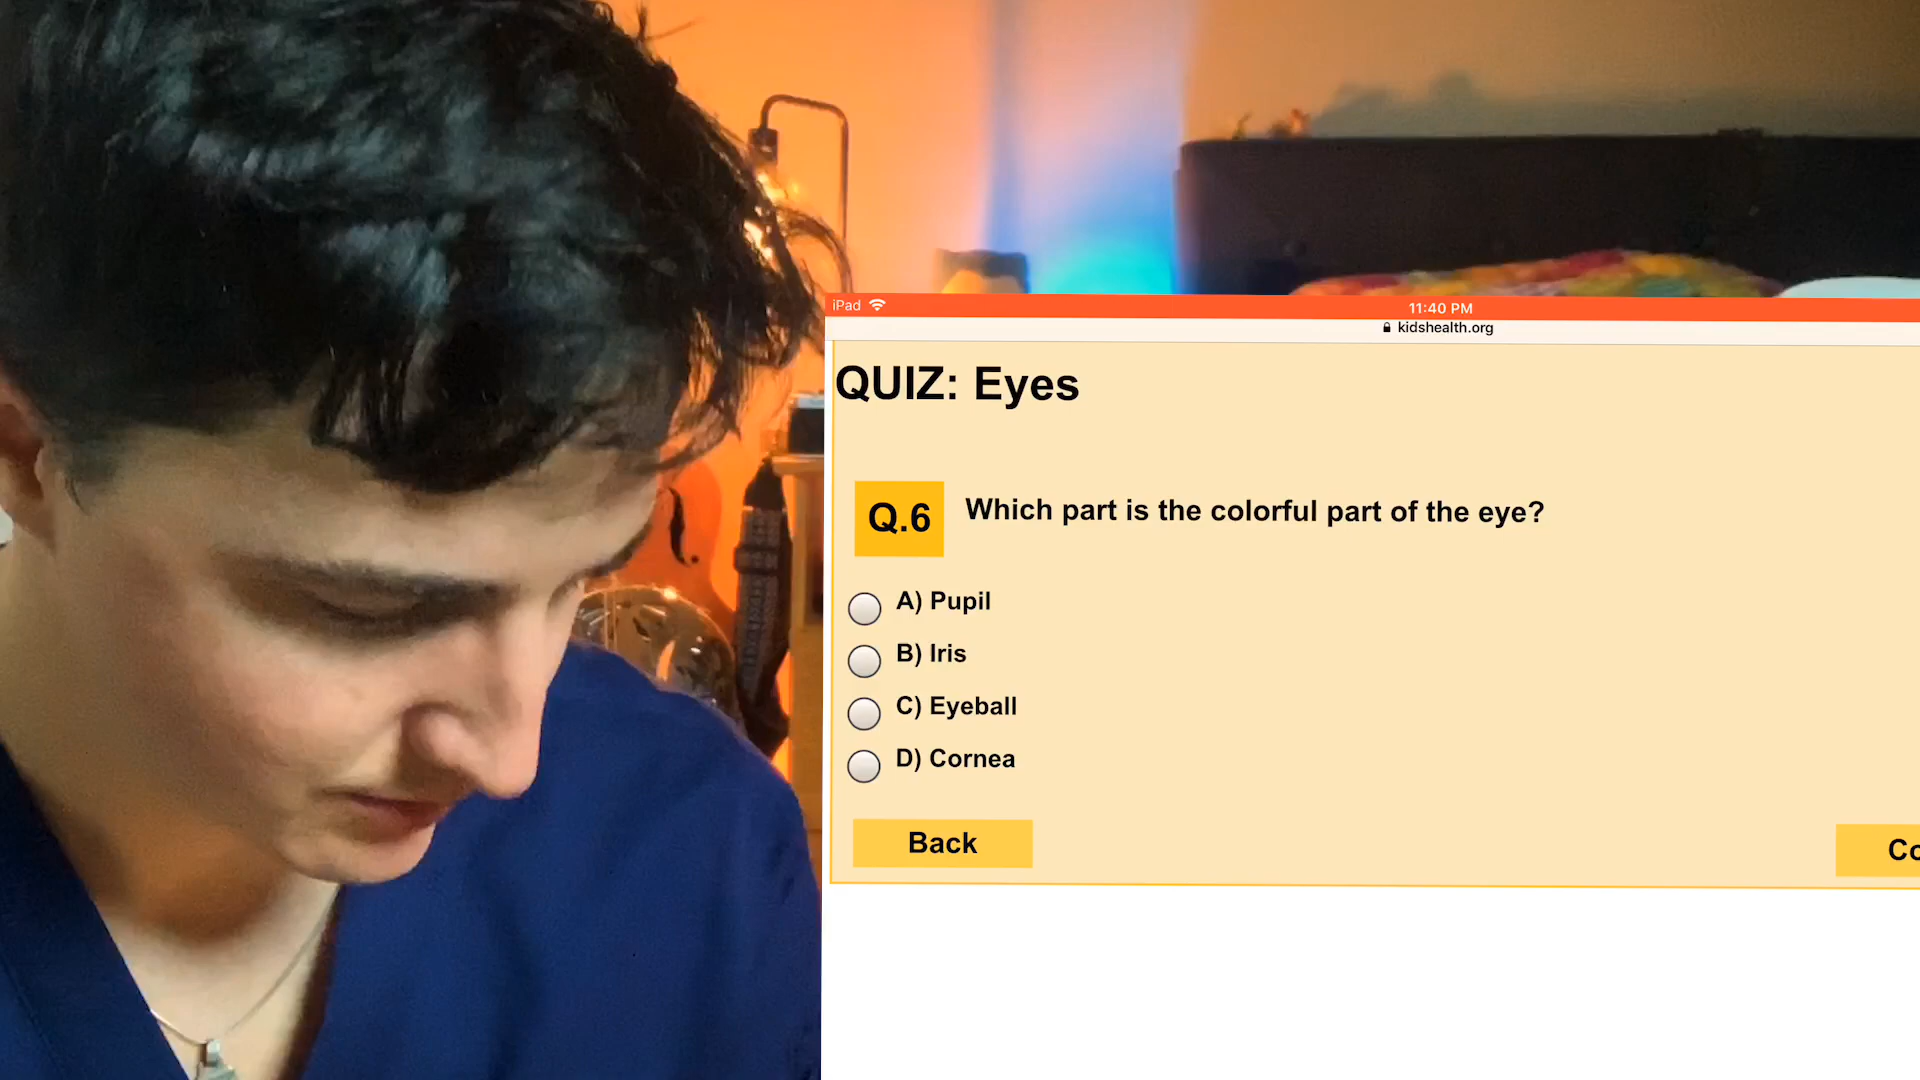 iPad
11:40 PM
kidshealth.org
QUIZ: Eyes
Q.6 Which part is the colorful part of the eye?
A) Pupil
B) Iris
C) Eyeball
D) Cornea
Back